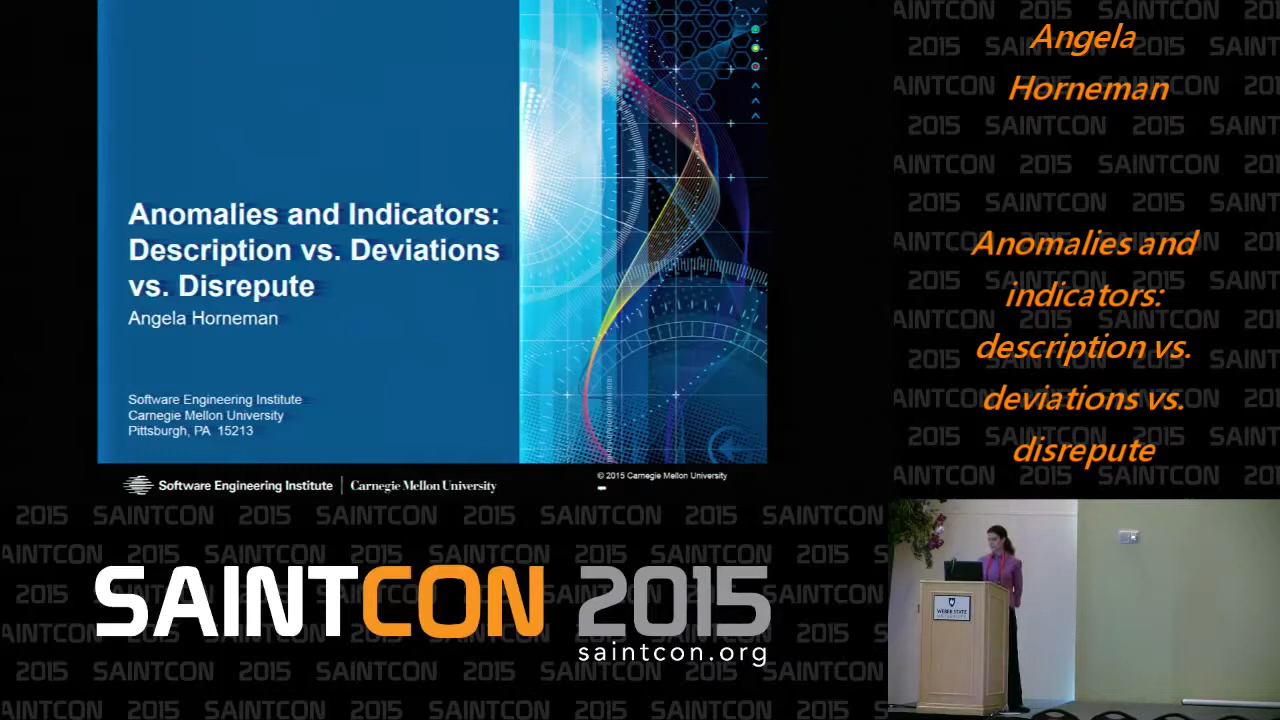 Anomalies and Indicators:
Description vs. Deviations
vs. Disrepute
Angela Horneman
Software Engineering Institute
Carnegie Mellon University
Pittsburgh, PA 15213
Software Engineering Institute | Carnegie Mellon University
© 2015 Carnegie Mellon University
Angela
Horneman
Anomalies and
indicators:
description vs.
deviations vs.
disrepute
SAINTCON 2015
saintcon.org
WEBER STATE
UNIVERSITY